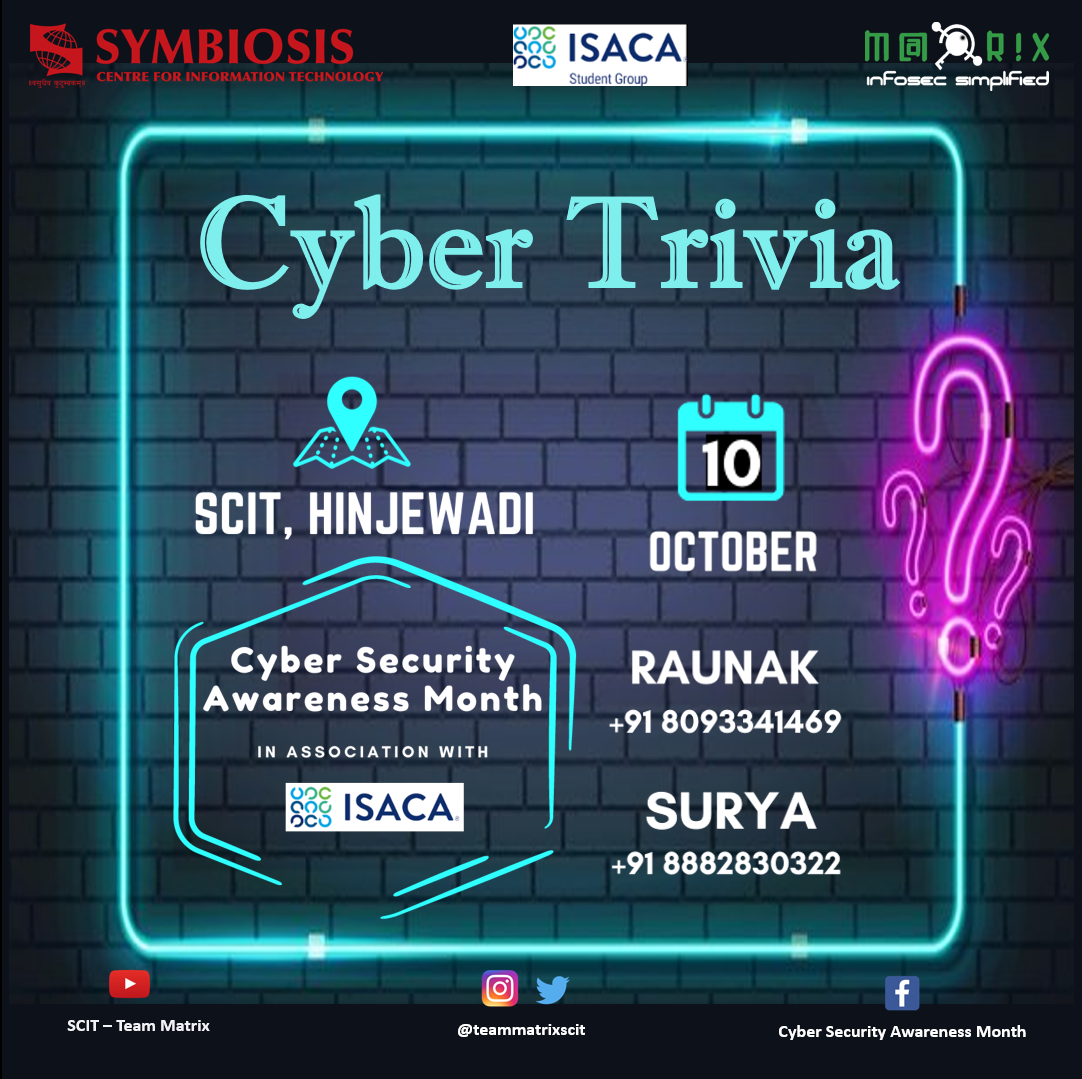 SYMBIOSIS
CENTRE FOR INFORMATION TECHNOLOGY
ISACA
Student Group
M@TR!X
infosec simplified
Cyber Trivia
SCIT, HINJEWADI
10
OCTOBER
Cyber Security
Awareness Month
IN ASSOCIATION WITH
ISACA®
RAUNAK
+91 8093341469
SURYA
+91 8882830322
SCIT – Team Matrix
@teammatrixscit
Cyber Security Awareness Month